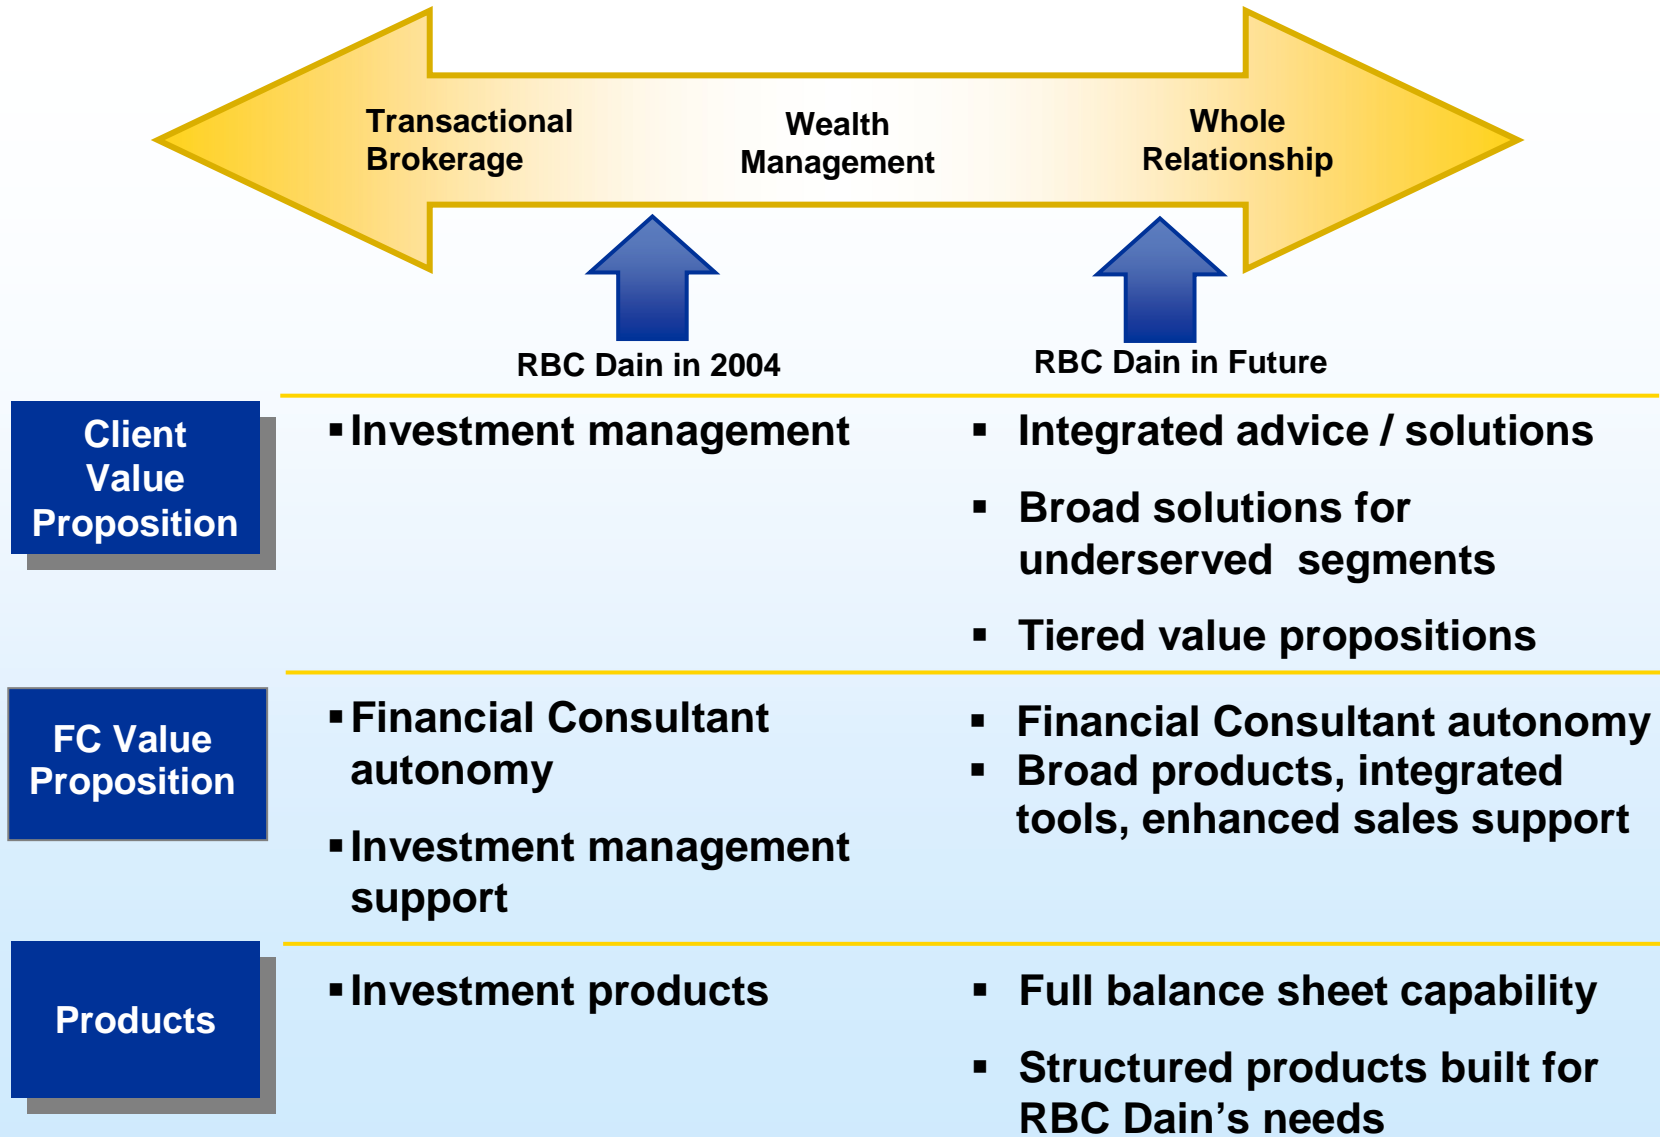 Transactional
Brokerage
Wealth
Management
Whole
Relationship
RBC Dain in 2004
RBC Dain in Future
Client
Value
Proposition
▪Investment management
▪ Integrated advice / solutions
▪ Broad solutions for
underserved segments
▪ Tiered value propositions
FC Value
Proposition
▪Financial Consultant
autonomy
▪Investment management
support
▪ Financial Consultant autonomy
▪ Broad products, integrated
tools, enhanced sales support
Products
▪Investment products
▪ Full balance sheet capability
▪ Structured products built for
RBC Dain’s needs